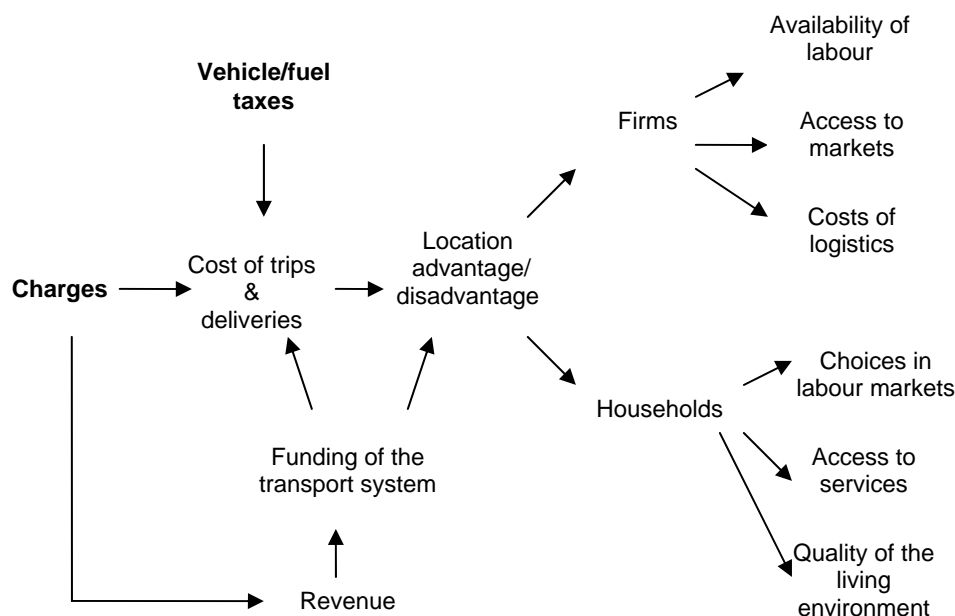 Availability of
labour
Vehicle/fuel
taxes
Firms
Access to
markets
Costs of
logistics
Location
advantage/
disadvantage
Charges
Cost of trips
&
deliveries
Choices in
labour markets
Households
Funding of the
transport system
Access to
services
Quality of the
living
environment
Revenue